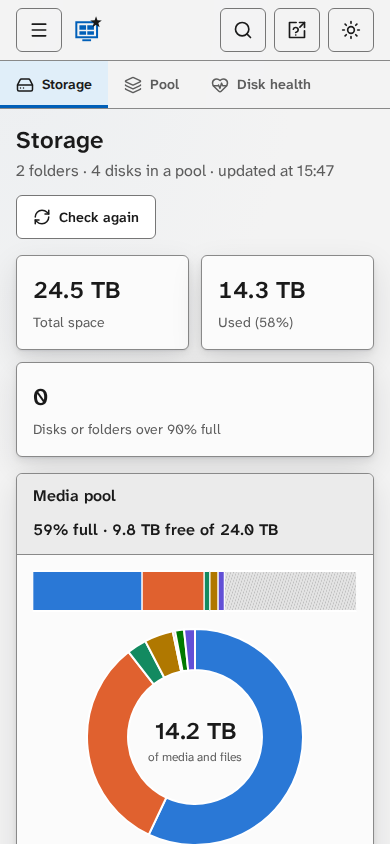 Storage
Pool
Disk health
Storage
2 folders · 4 disks in a pool · updated at 15:47
Check again
24.5 TB
Total space
14.3 TB
Used (58%)
0
Disks or folders over 90% full
Media pool
59% full · 9.8 TB free of 24.0 TB
14.2 TB
of media and files